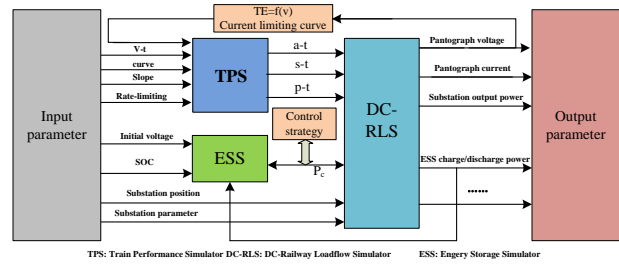 TE=f(v)
Current limiting curve
V-t
curve
Slope
Rate-limiting
TPS
a-t
s-t
p-t
Pantograph voltage
Pantograph current
Substation output power
Input
parameter
Initial voltage
SOC
ESS
Control
strategy
Pc
DC-
RLS
ESS charge/discharge power
......
Output
parameter
Substation position
Substation parameter
TPS: Train Performance Simulator DC-RLS: DC-Railway Loadflow Simulator ESS: Engery Storage Simulator